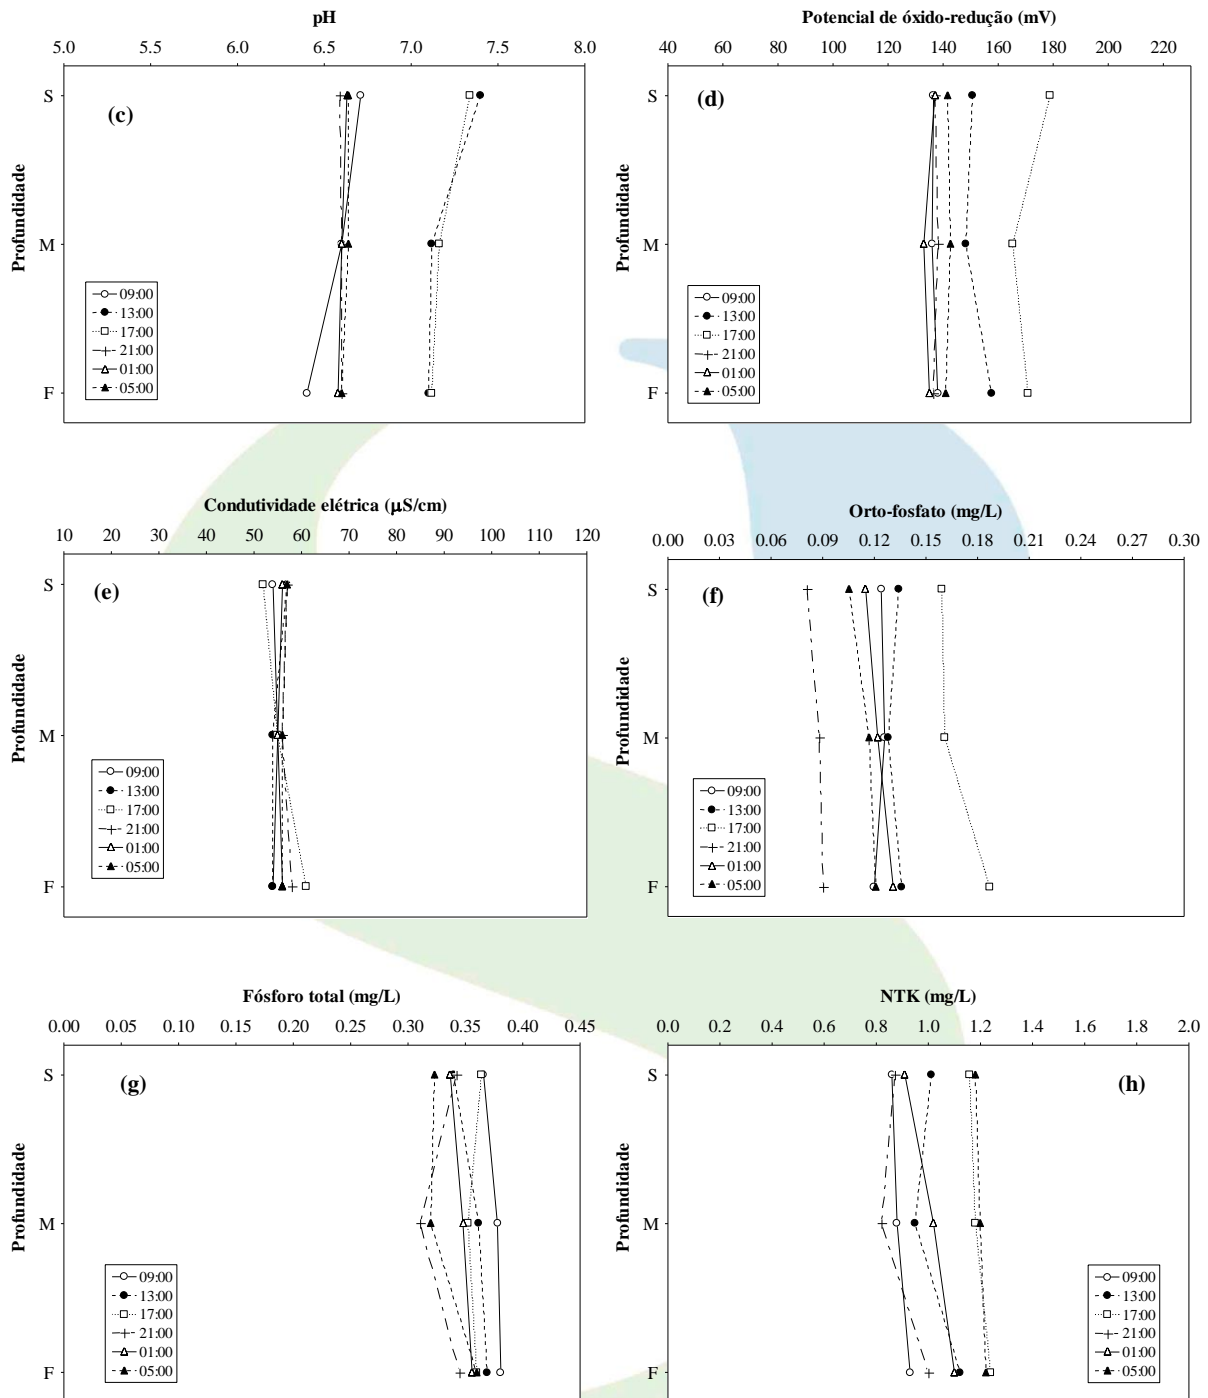 pH
5.0 5.5 6.0 6.5 7.0 7.5 8.0
S
M
F
Profundidade
(c)
09:00
13:00
17:00
21:00
01:00
05:00
Potencial de óxido-redução (mV)
40 60 80 100 120 140 160 180 200 220
S
M
F
Profundidade
(d)
09:00
13:00
17:00
21:00
01:00
05:00
Condutividade elétrica (µS/cm)
10 20 30 40 50 60 70 80 90 100 110 120
S
M
F
Profundidade
(e)
09:00
13:00
17:00
21:00
01:00
05:00
Orto-fosfato (mg/L)
0.00 0.03 0.06 0.09 0.12 0.15 0.18 0.21 0.24 0.27 0.30
S
M
F
Profundidade
(f)
09:00
13:00
17:00
21:00
01:00
05:00
Fósforo total (mg/L)
0.00 0.05 0.10 0.15 0.20 0.25 0.30 0.35 0.40 0.45
S
M
F
Profundidade
(g)
09:00
13:00
17:00
21:00
01:00
05:00
NTK (mg/L)
0.0 0.2 0.4 0.6 0.8 1.0 1.2 1.4 1.6 1.8 2.0
S
M
F
Profundidade
(h)
09:00
13:00
17:00
21:00
01:00
05:00